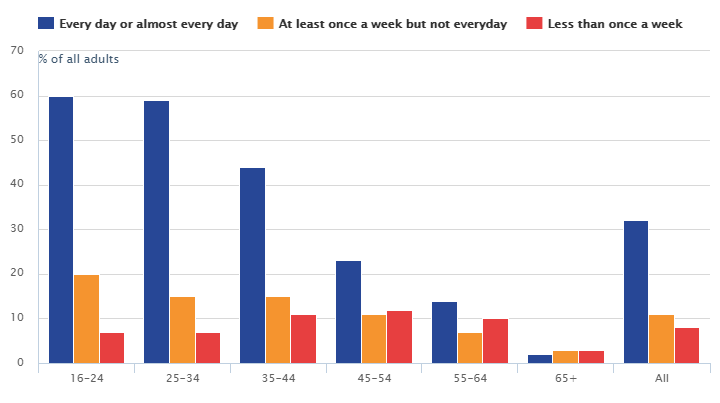 Every day or almost every day At least once a week but not everyday Less than once a week
70
% of all adults
60
50
40
30
20
10
0
16–24 25–34 35–44 45–54 55–64 65+ All